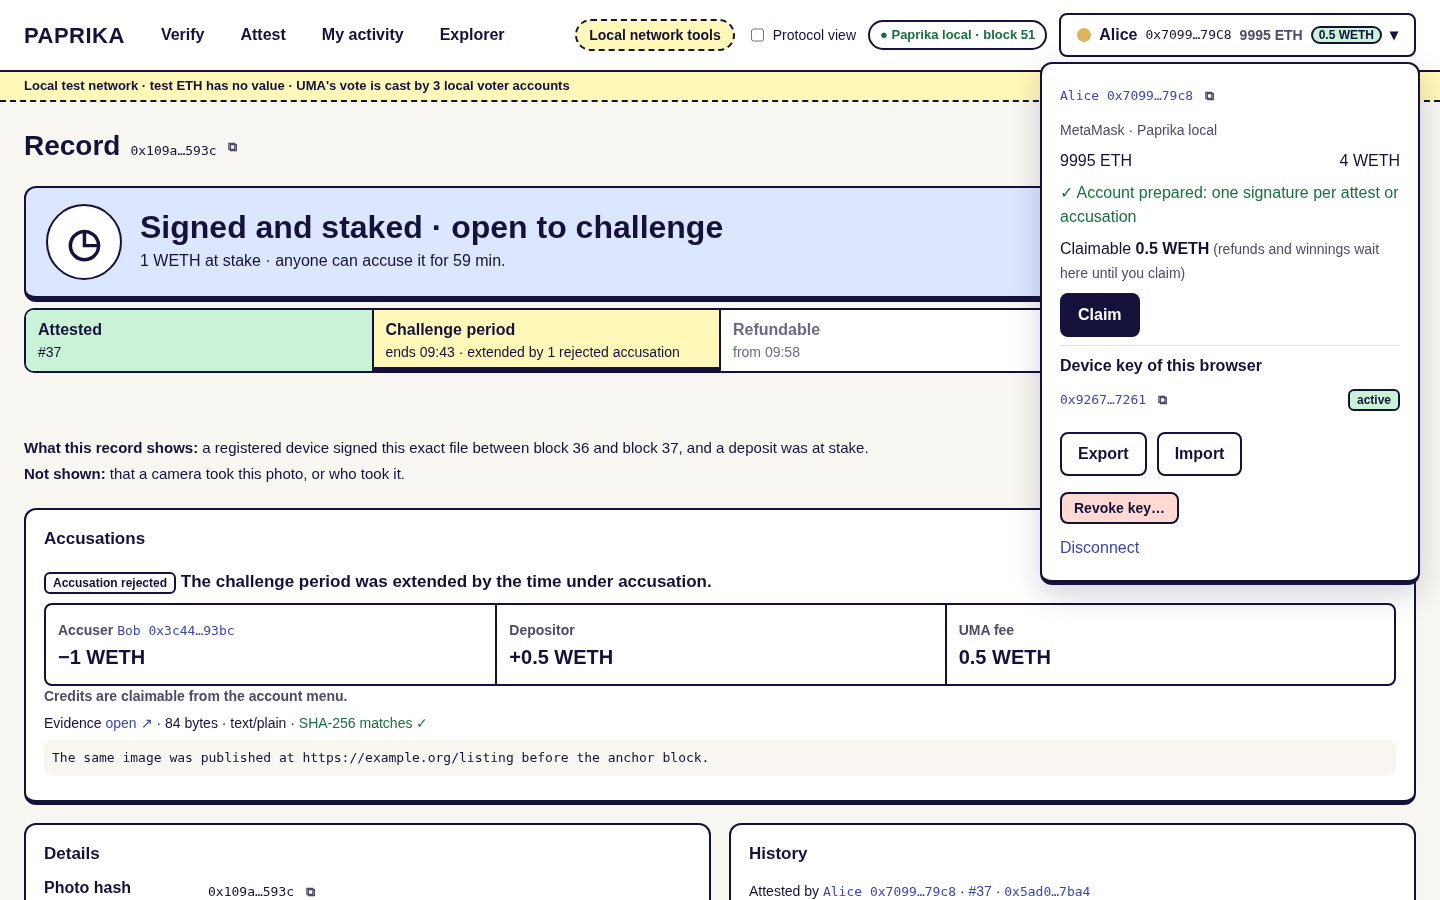 PAPRIKA Verify Attest My activity Explorer Local network tools Protocol view ● Paprika local · block 51 Alice 0x7099…79C8 9995 ETH 0.5 WETH ▾
Local test network · test ETH has no value · UMA's vote is cast by 3 local voter accounts
Alice 0x7099…79c8 ⧉
MetaMask · Paprika local
9995 ETH 4 WETH
✓ Account prepared: one signature per attest or
accusation
Claimable 0.5 WETH (refunds and winnings wait
here until you claim)
Claim
Device key of this browser
0x9267…7261 ⧉ active
Export Import
Revoke key…
Disconnect
Record 0x109a…593c ⧉
Signed and staked · open to challenge
1 WETH at stake · anyone can accuse it for 59 min.
Attested
#37
Challenge period
ends 09:43 · extended by 1 rejected accusation
Refundable
from 09:58
What this record shows: a registered device signed this exact file between block 36 and block 37, and a deposit was at stake.
Not shown: that a camera took this photo, or who took it.
Accusations
Accusation rejected The challenge period was extended by the time under accusation.
Accuser Bob 0x3c44…93bc
−1 WETH
Depositor
+0.5 WETH
UMA fee
0.5 WETH
Credits are claimable from the account menu.
Evidence open ↗ · 84 bytes · text/plain · SHA-256 matches ✓
The same image was published at https://example.org/listing before the anchor block.
Details
Photo hash 0x109a…593c ⧉
History
Attested by Alice 0x7099…79c8 · #37 · 0x5ad0…7ba4